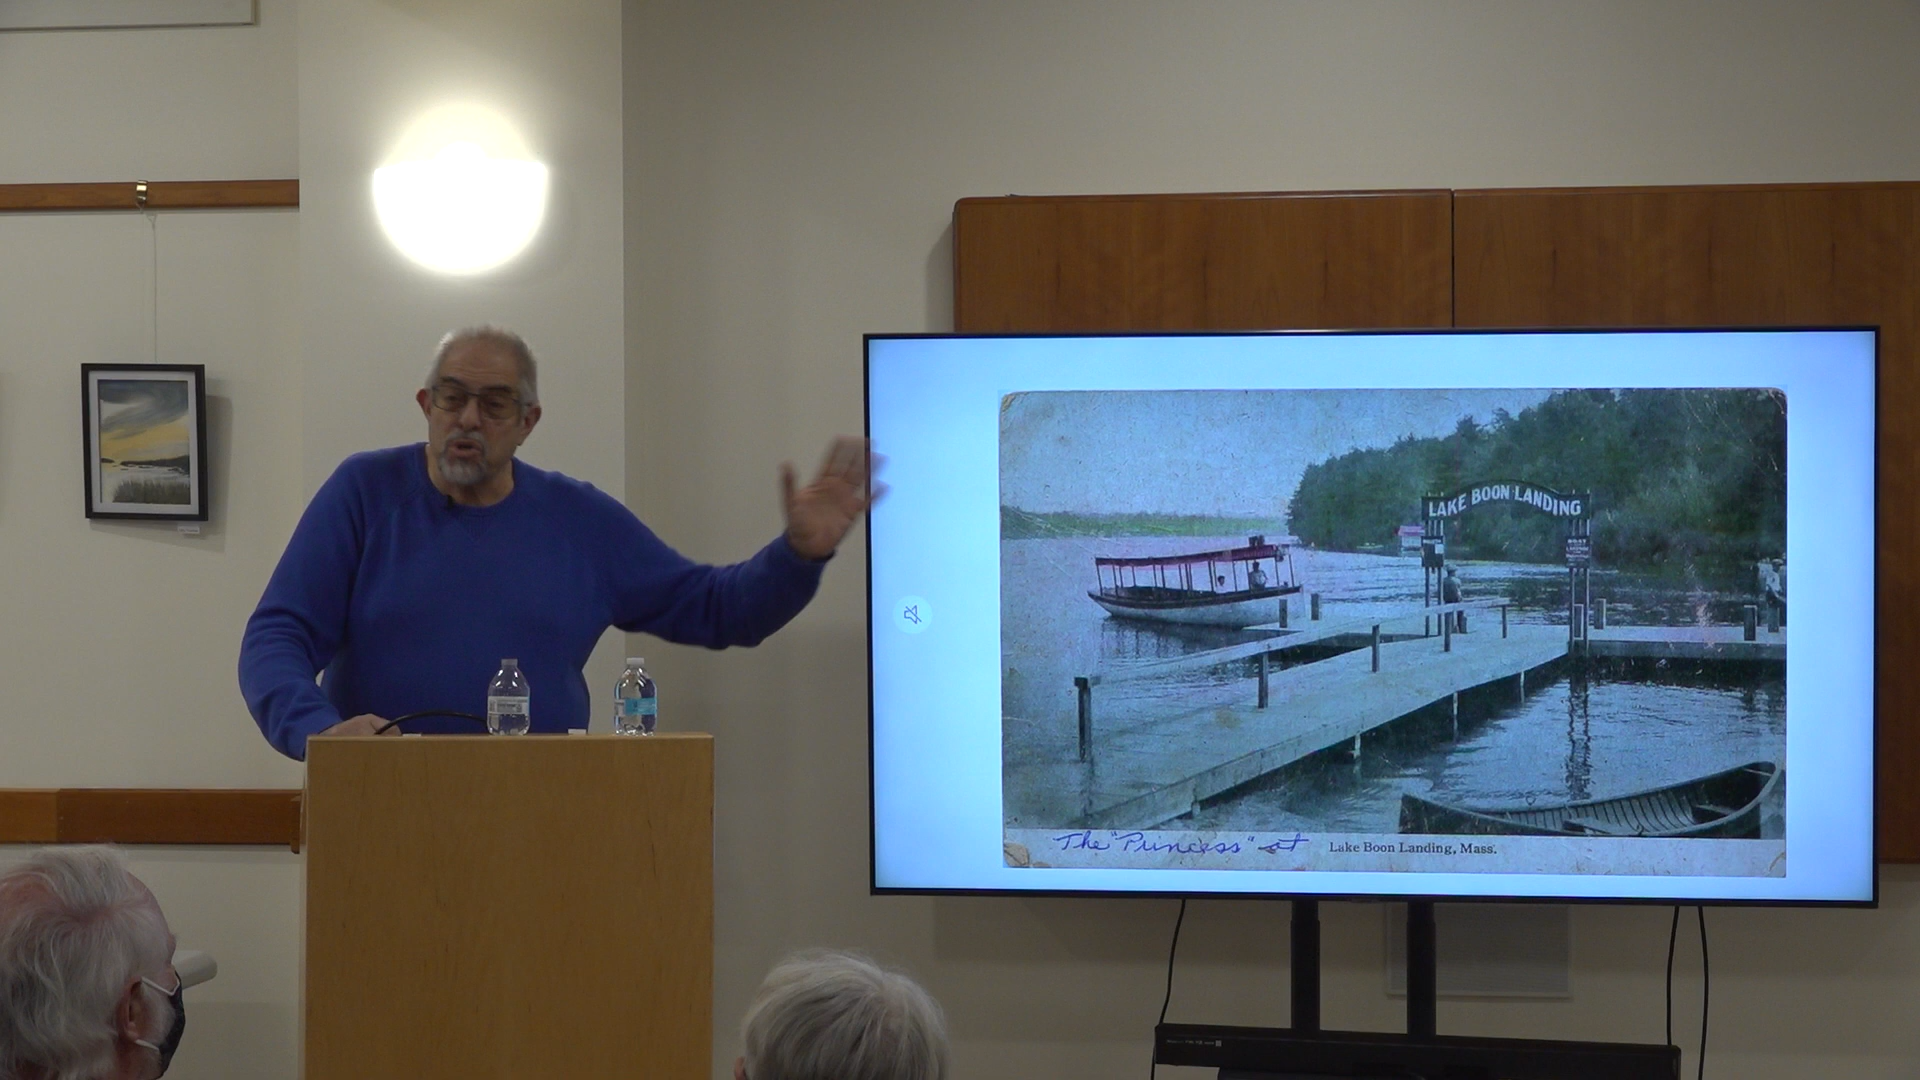 LAKE BOON LANDING
The "Princess" at Lake Boon Landing, Mass.